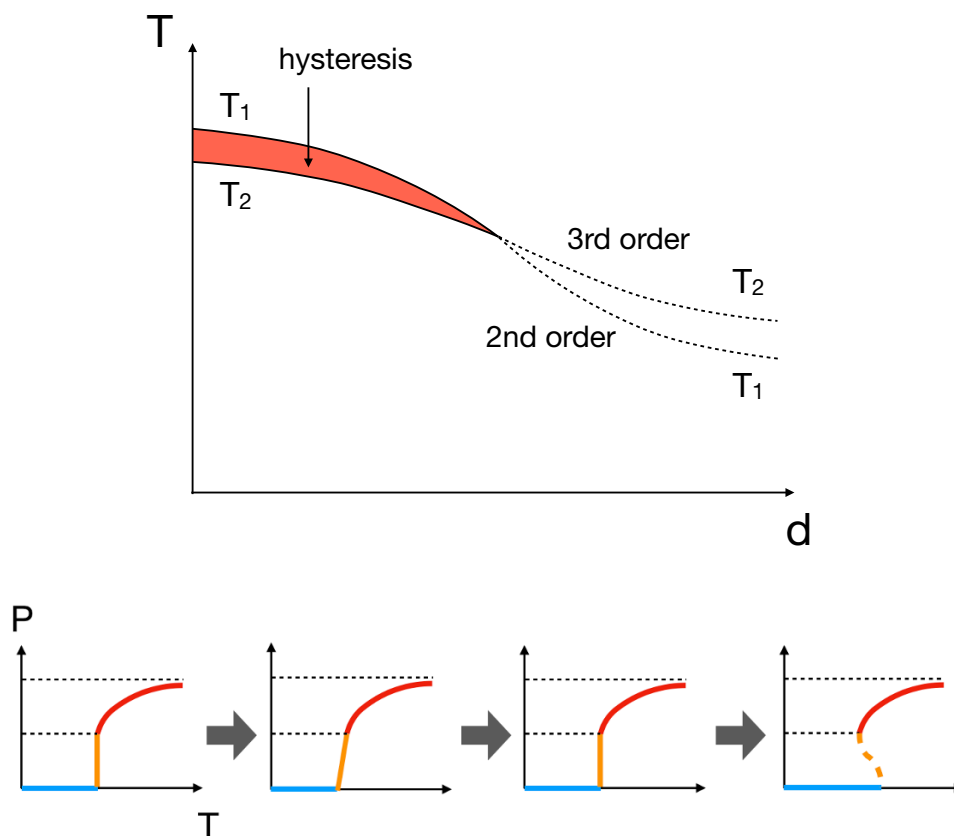 T
hysteresis
T₁
T₂
3rd order
T₂
2nd order
T₁
d
P
T